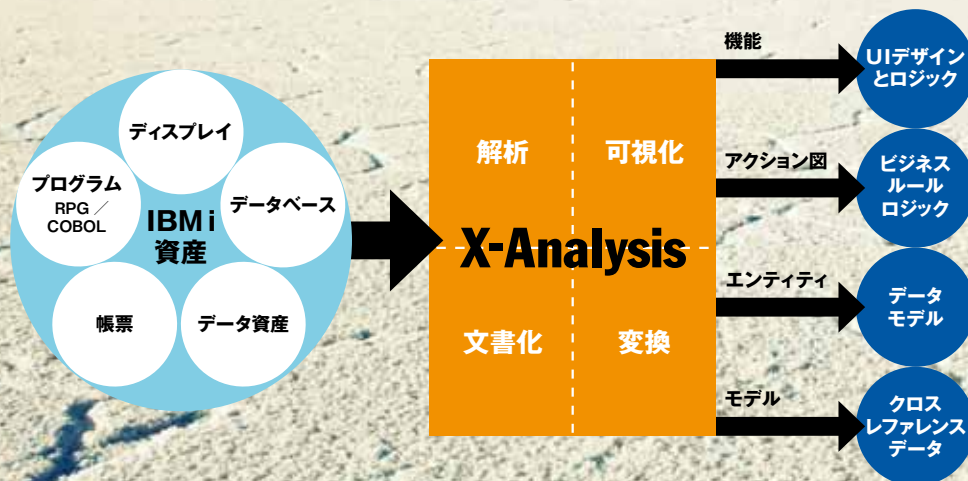 ディスプレイ
プログラム
RPG ／
COBOL
データベース
IBM i
資産
帳票
データ資産
解析
可視化
X-Analysis
文書化
変換
機能
UIデザイン
とロジック
アクション図
ビジネス
ルール
ロジック
エンティティ
データ
モデル
モデル
クロス
レファレンス
データ